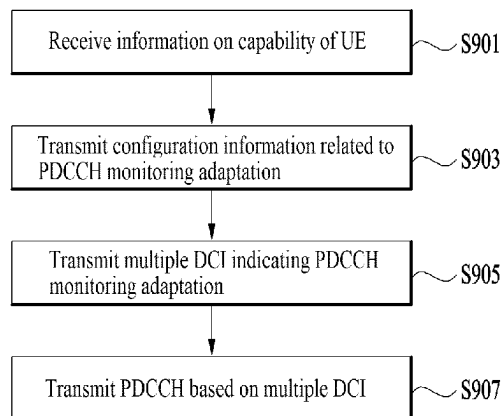 Receive information on capability of UE
S901
Transmit configuration information related to
PDCCH monitoring adaptation
S903
Transmit multiple DCI indicating PDCCH
monitoring adaptation
S905
Transmit PDCCH based on multiple DCI
S907